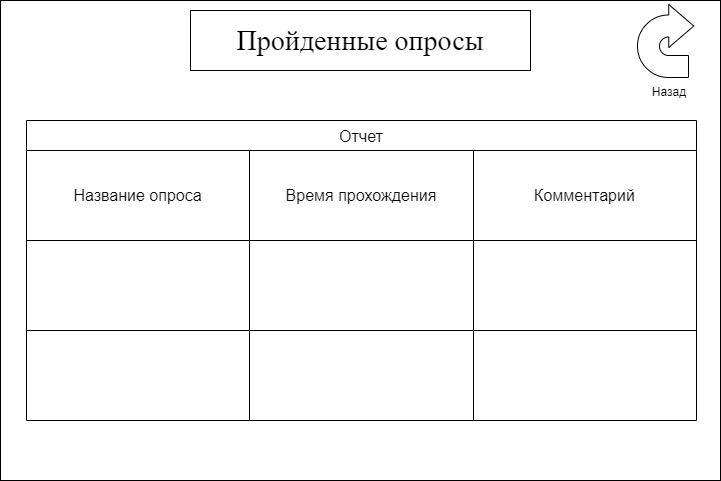 Пройденные опросы
Назад
Отчет
Название опроса
Время прохождения
Комментарий